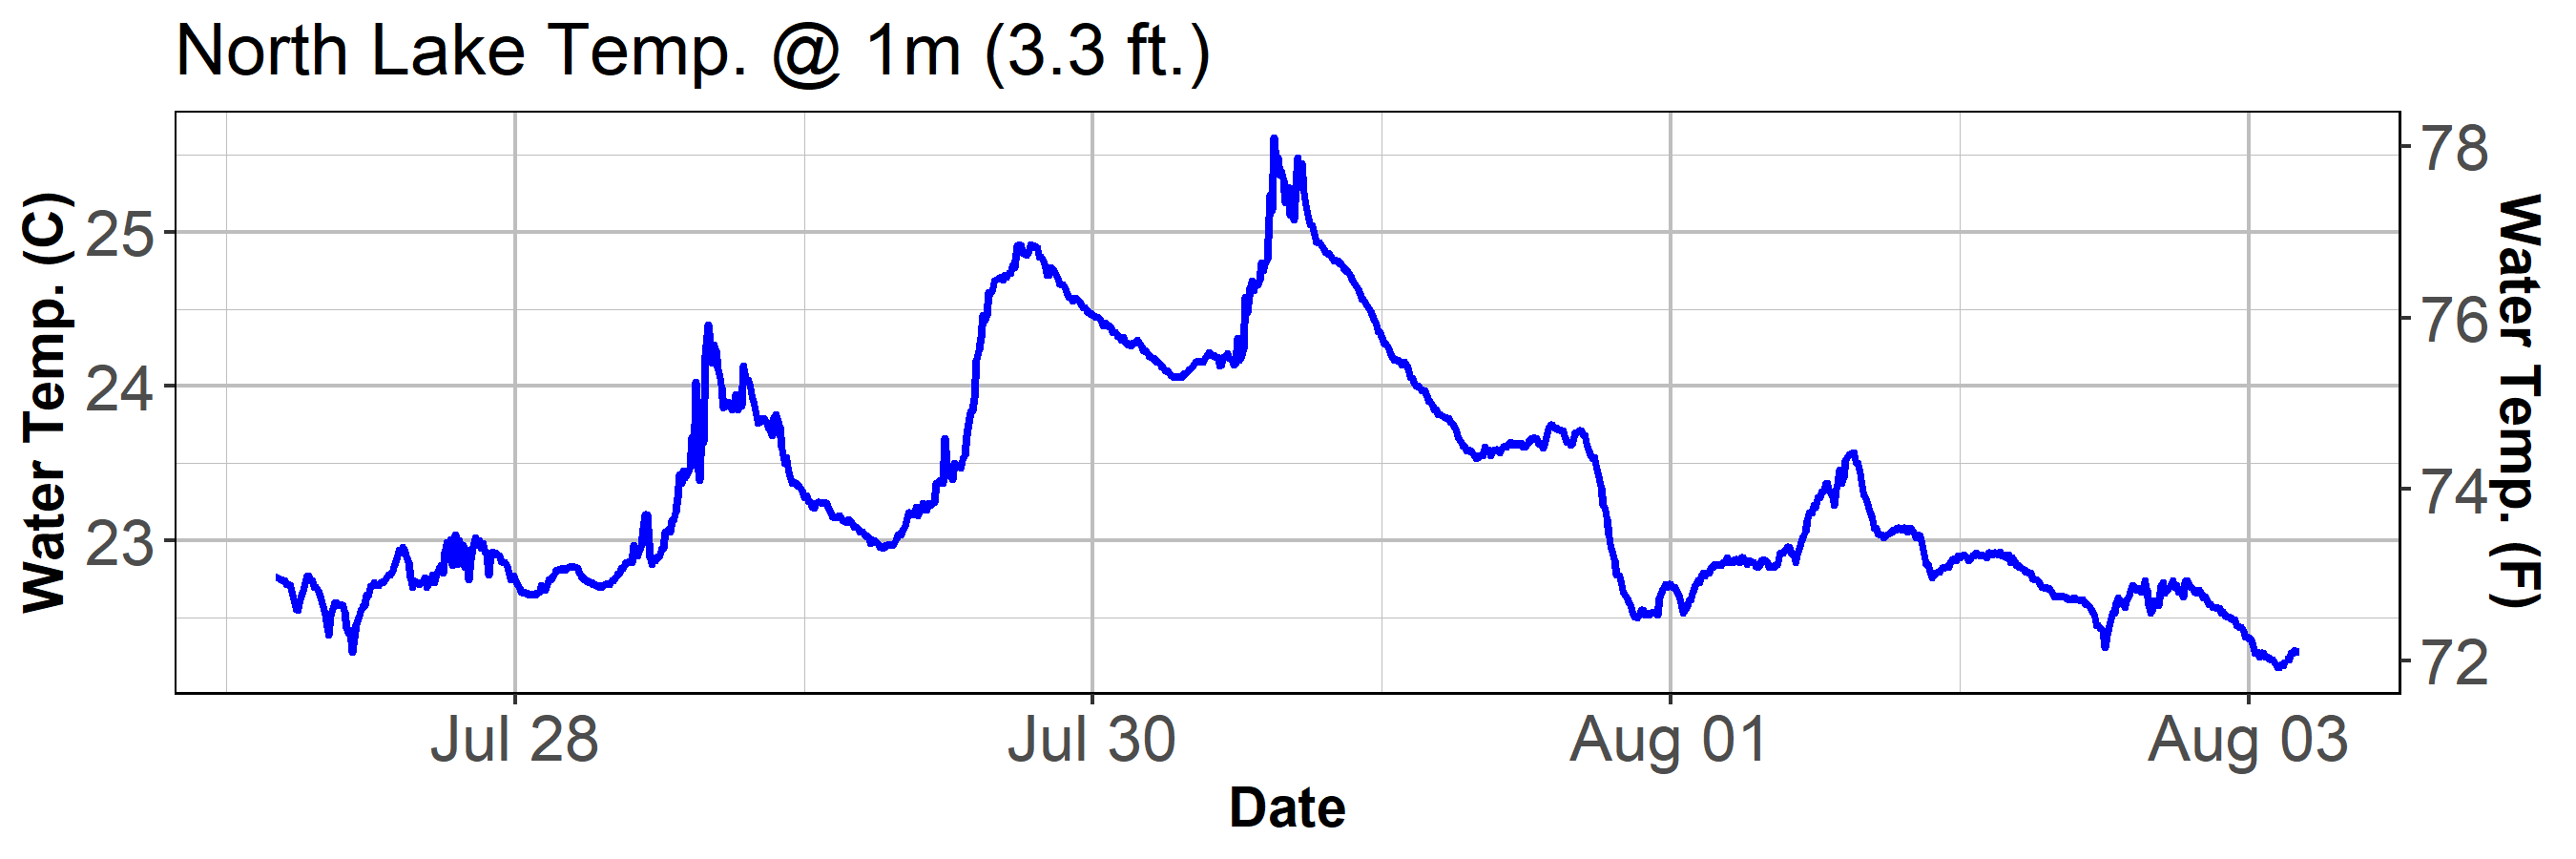 North Lake Temp. @ 1m (3.3 ft.)
Water Temp. (C)
25
24
23
78
76
74
72
Water Temp. (F)
Jul 28
Jul 30
Aug 01
Aug 03
Date